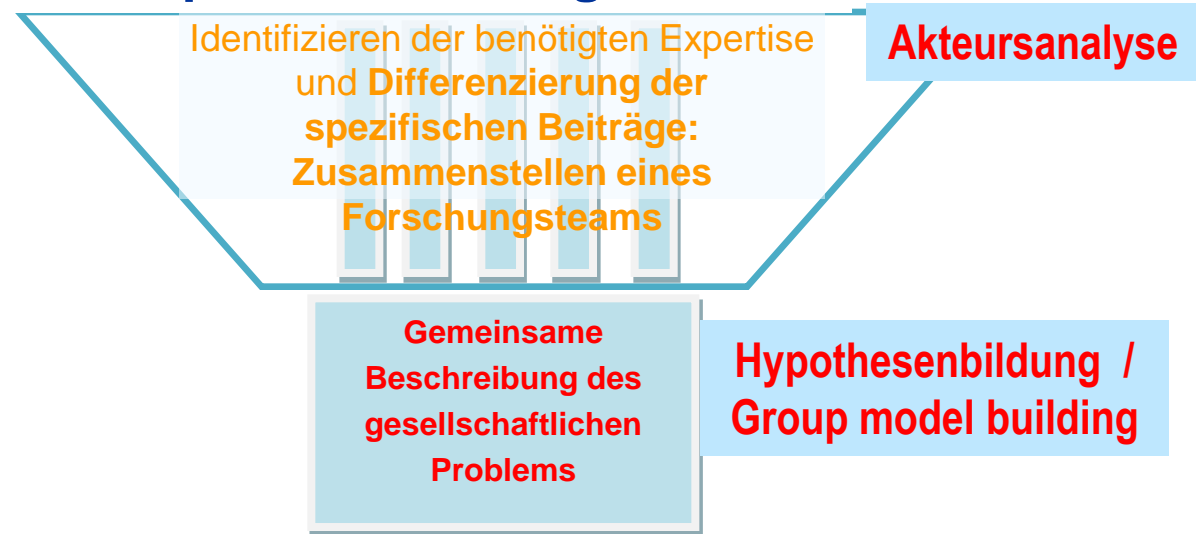 Identifizieren der benötigten Expertise
und Differenzierung der
spezifischen Beiträge:
Zusammenstellen eines
Forschungsteams
Akteursanalyse
Gemeinsame
Beschreibung des
gesellschaftlichen
Problems
Hypothesenbildung /
Group model building